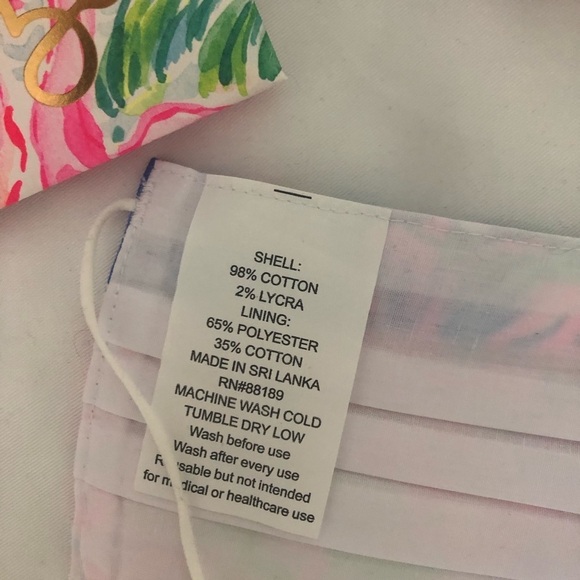 SHELL:
98% COTTON
2% LYCRA
LINING:
65% POLYESTER
35% COTTON
MADE IN SRI LANKA
RN#88189
MACHINE WASH COLD
TUMBLE DRY LOW
Wash before use
Wash after every use
Reusable but not intended
for medical or healthcare use